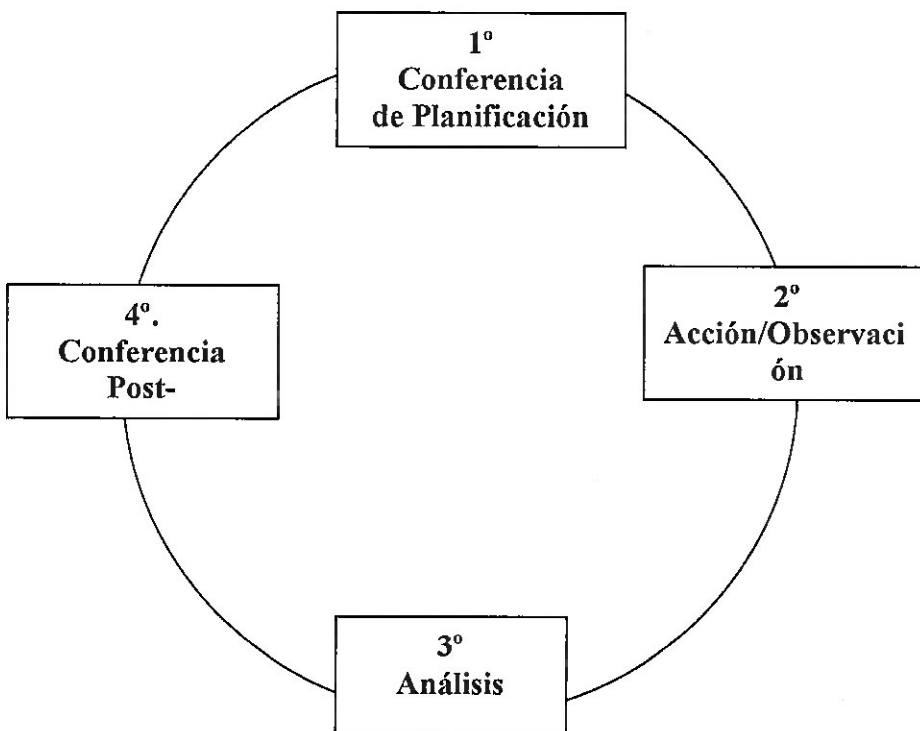 1º
Conferencia
de Planificación
2º
Acción/Observaci
ón
3º
Análisis
4º.
Conferencia
Post-